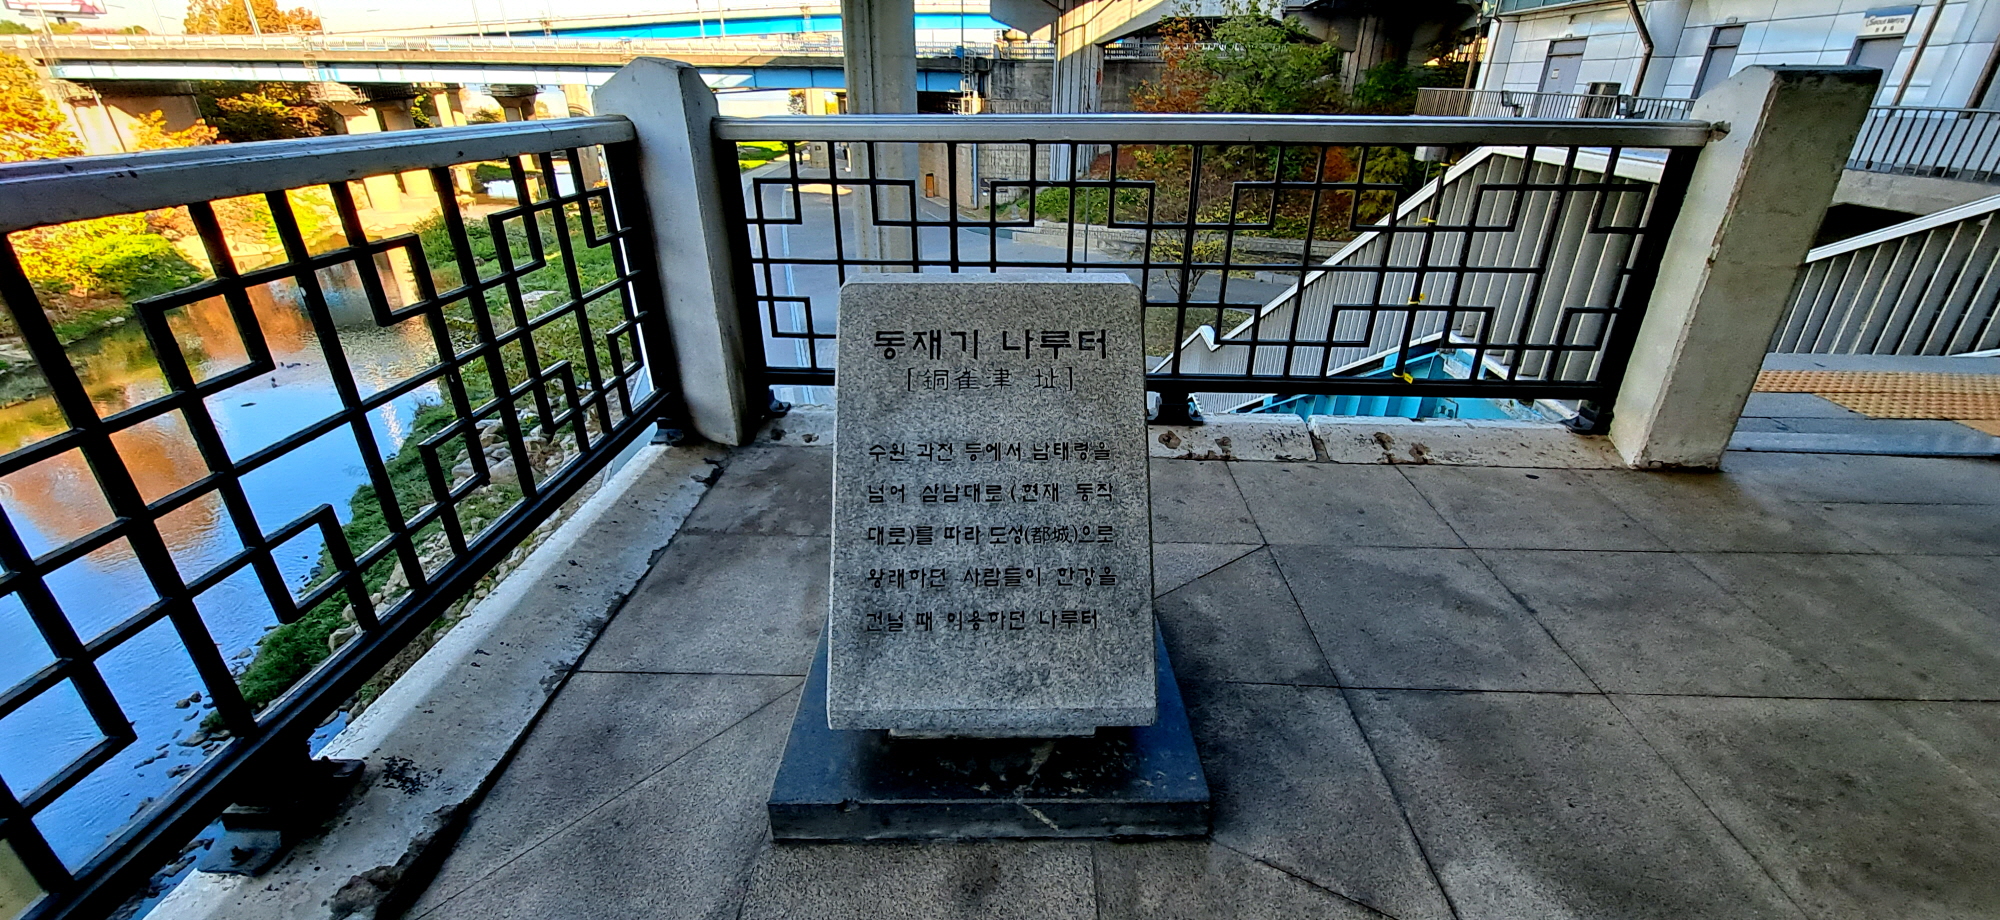 동재기 나루터
[銅雀津 址]
수원 과천 등에서 남태령을
넘어 삼남대로(현재 동작
대로)를 따라 도성(都城)으로
왕래하던 사람들이 한강을
건널 때 이용하던 나루터
Seoul Metro